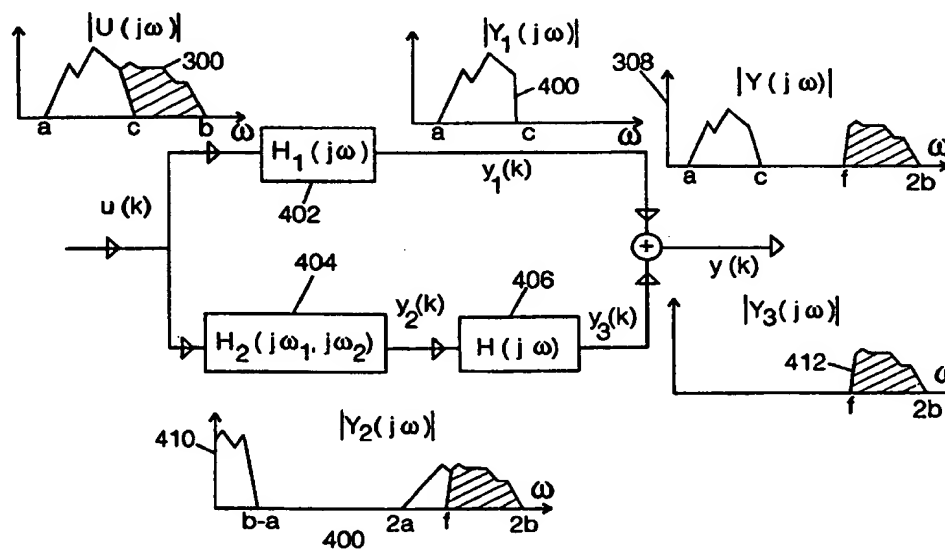 |U(jω)|
300
a c b ω
|Y₁(jω)|
400
a c ω
308
|Y(jω)|
a c f 2b ω
u(k)
H₁(jω)
402
y₁(k)
+
y(k)
404
H₂(jω₁, jω₂)
y₂(k)
406
H(jω)
y₃(k)
|Y₃(jω)|
412
f 2b ω
410
|Y₂(jω)|
b-a 2a f 2b ω
400